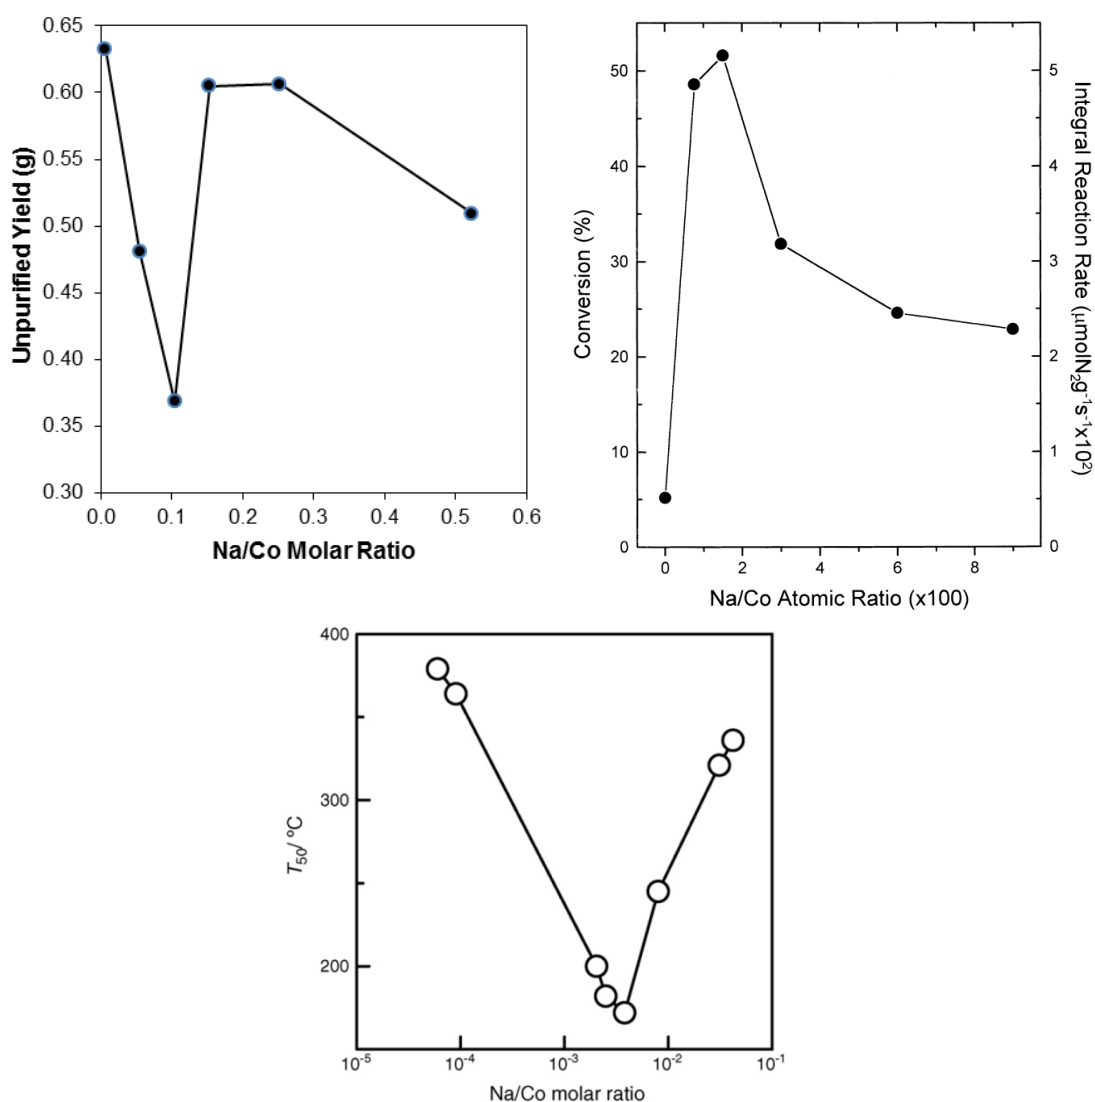 0.65
0.60
0.55
0.50
0.45
0.40
0.35
0.30
Unpurified Yield (g)
0.0 0.1 0.2 0.3 0.4 0.5 0.6
Na/Co Molar Ratio
50
40
30
20
10
0
Conversion (%)
0 2 4 6 8
Na/Co Atomic Ratio (x100)
5
4
3
2
1
0
Integral Reaction Rate (μmolN₂g⁻¹s⁻¹x10²)
400
300
200
T₅₀/ °C
10⁻⁵ 10⁻⁴ 10⁻³ 10⁻² 10⁻¹
Na/Co molar ratio